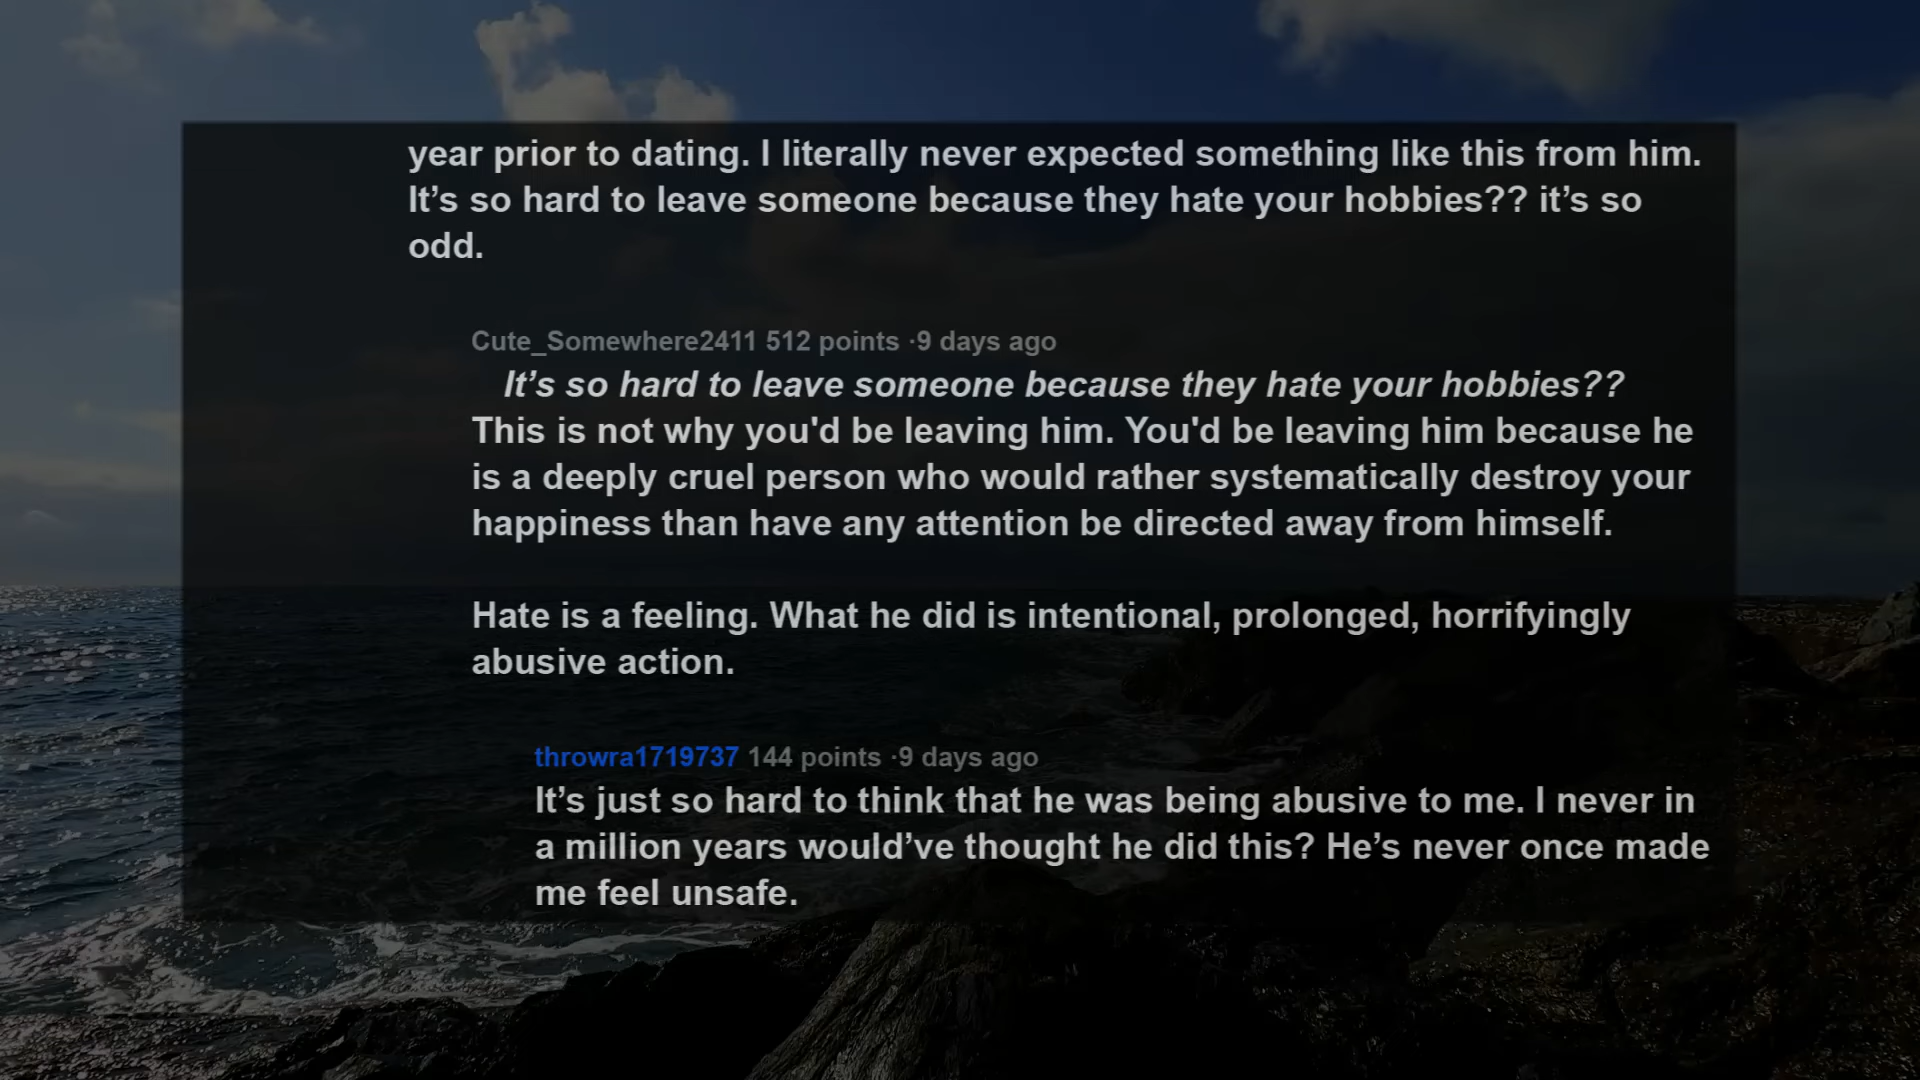 year prior to dating. I literally never expected something like this from him.
It’s so hard to leave someone because they hate your hobbies?? it’s so
odd.
Cute_Somewhere2411 512 points ·9 days ago
It’s so hard to leave someone because they hate your hobbies??
This is not why you'd be leaving him. You'd be leaving him because he
is a deeply cruel person who would rather systematically destroy your
happiness than have any attention be directed away from himself.
Hate is a feeling. What he did is intentional, prolonged, horrifyingly
abusive action.
throwra1719737 144 points ·9 days ago
It’s just so hard to think that he was being abusive to me. I never in
a million years would’ve thought he did this? He’s never once made
me feel unsafe.